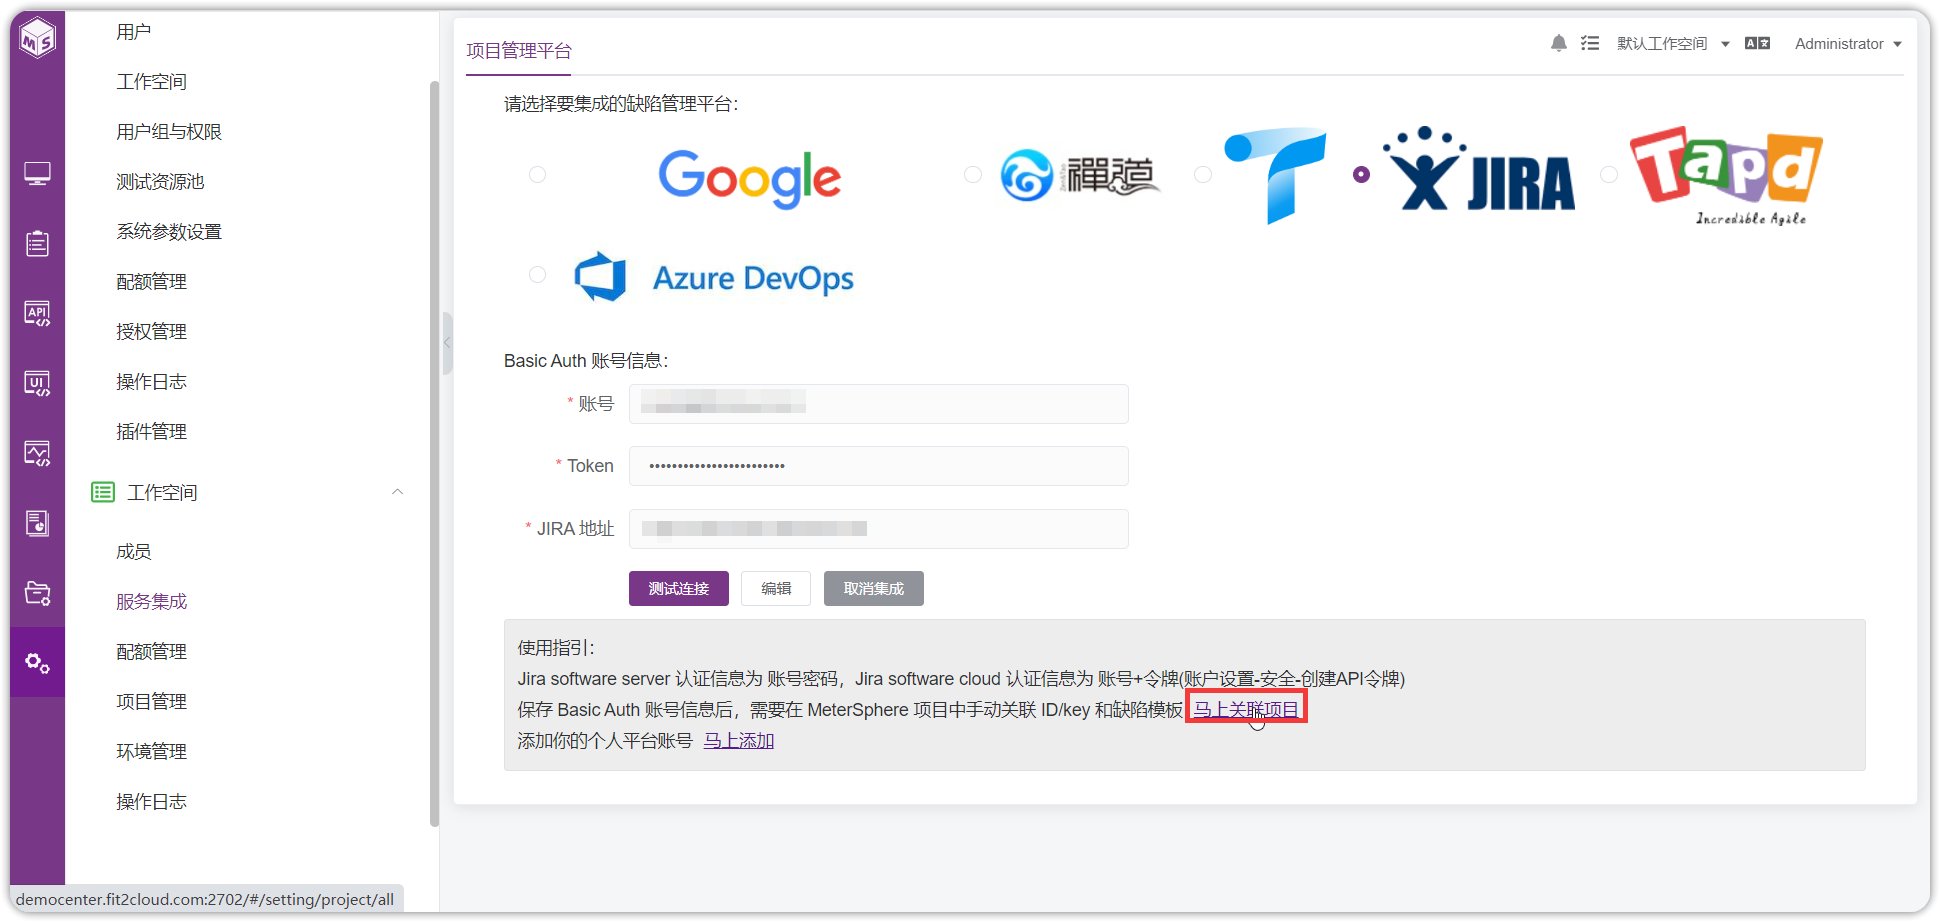 MS
用户
工作空间
用户组与权限
测试资源池
系统参数设置
配额管理
授权管理
操作日志
插件管理
工作空间
成员
服务集成
配额管理
项目管理
环境管理
操作日志
API
UI
项目管理平台
默认工作空间
Administrator
请选择要集成的缺陷管理平台:
Google
禪道
JIRA
Tapd
Incredible Agile
Azure DevOps
Basic Auth 账号信息:
* 账号
* Token
•••••••••••••••••••••••••
* JIRA 地址
测试连接 编辑 取消集成
使用指引:
Jira software server 认证信息为 账号密码，Jira software cloud 认证信息为 账号+令牌(账户设置-安全-创建API令牌)
保存 Basic Auth 账号信息后，需要在 MeterSphere 项目中手动关联 ID/key 和缺陷模板 马上关联项目
添加你的个人平台账号 马上添加
democenter.fit2cloud.com:2702/#/setting/project/all